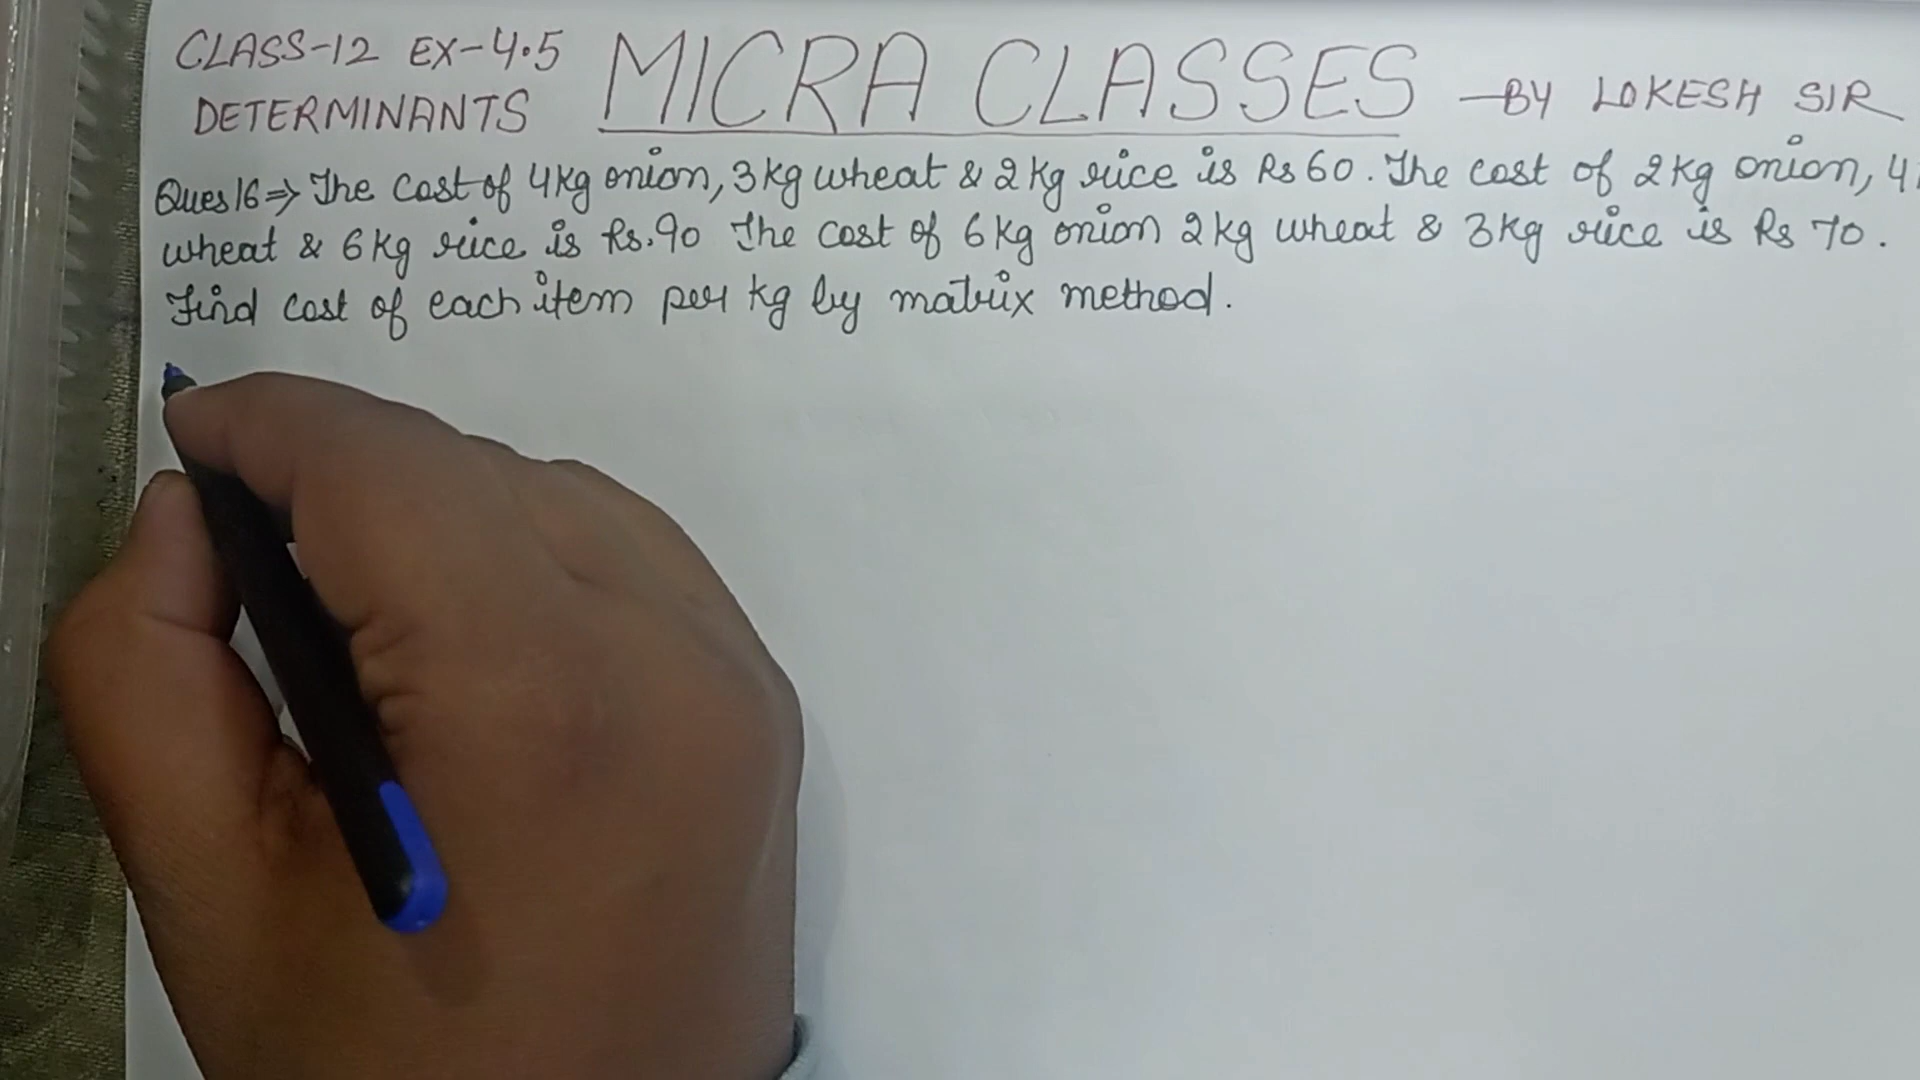 CLASS-12 EX-4.5 MICRA CLASSES -BY LOKESH SIR
DETERMINANTS
Ques 16 ⇒ The cost of 4kg onion, 3kg wheat & 2kg rice is Rs 60. The cost of 2kg onion, 4
wheat & 6kg rice is Rs.90 The cost of 6kg onion 2kg wheat & 3kg rice is Rs 70.
Find cost of each item per kg by matrix method.